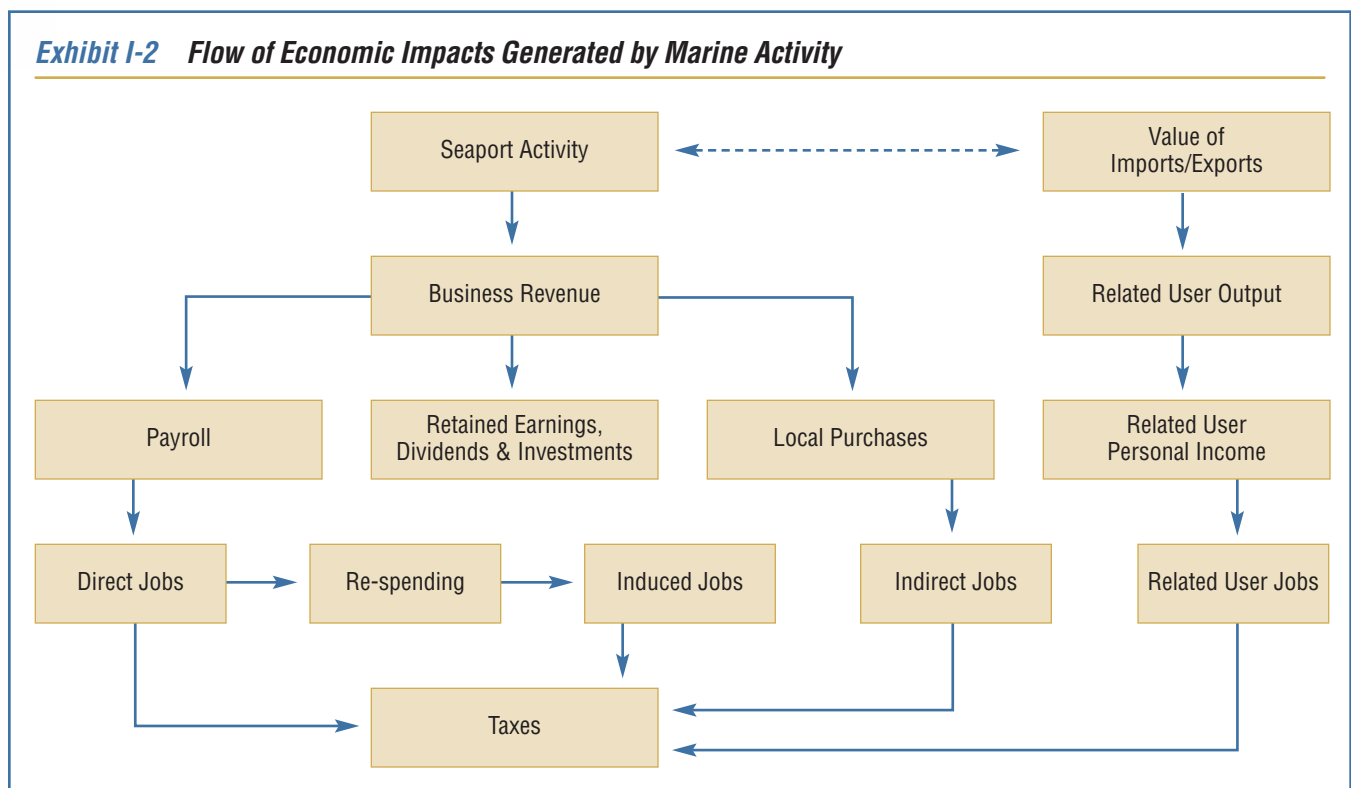 Exhibit I-2 Flow of Economic Impacts Generated by Marine Activity
Seaport Activity
Value of
Imports/Exports
Business Revenue
Related User Output
Payroll
Retained Earnings,
Dividends & Investments
Local Purchases
Related User
Personal Income
Direct Jobs
Re-spending
Induced Jobs
Indirect Jobs
Related User Jobs
Taxes